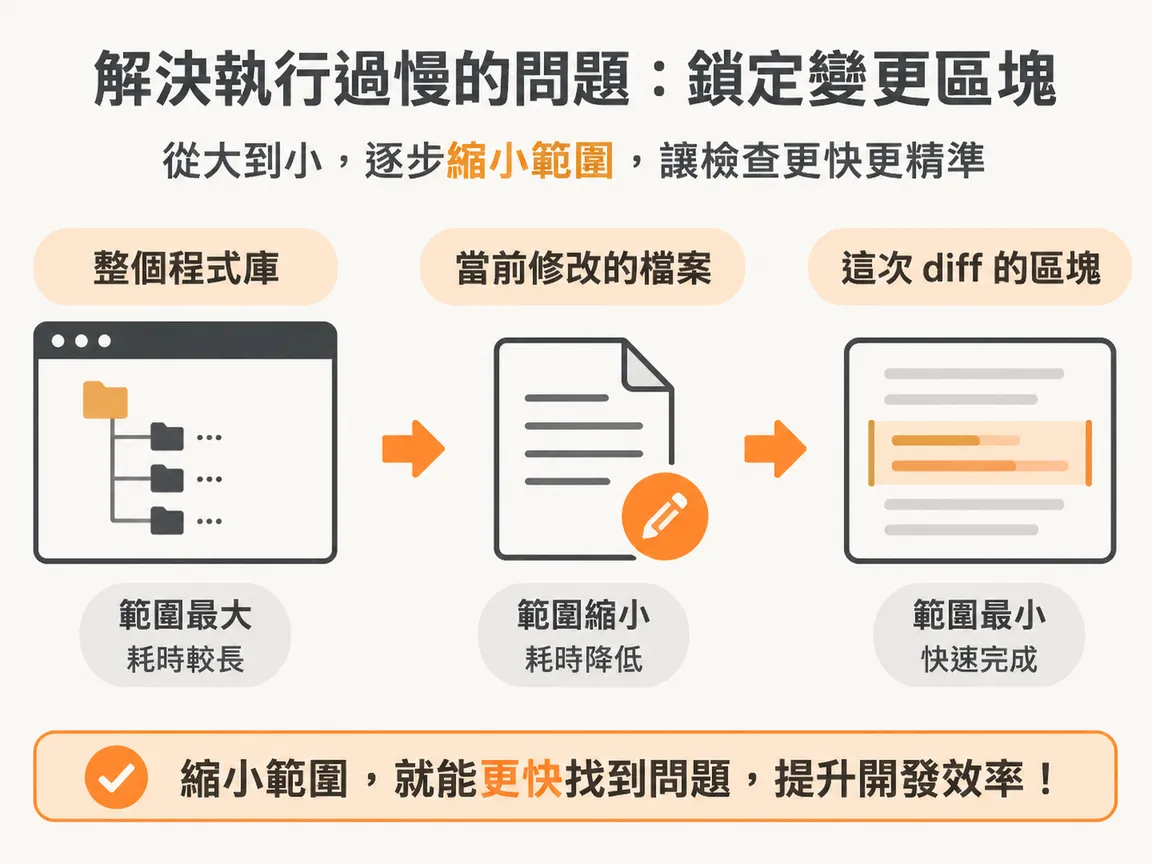 解決執行過慢的問題：鎖定變更區塊
從大到小，逐步縮小範圍，讓檢查更快更精準
整個程式庫
當前修改的檔案
這次 diff 的區塊
範圍最大
耗時較長
範圍縮小
耗時降低
範圍最小
快速完成
縮小範圍，就能更快找到問題，提升開發效率！